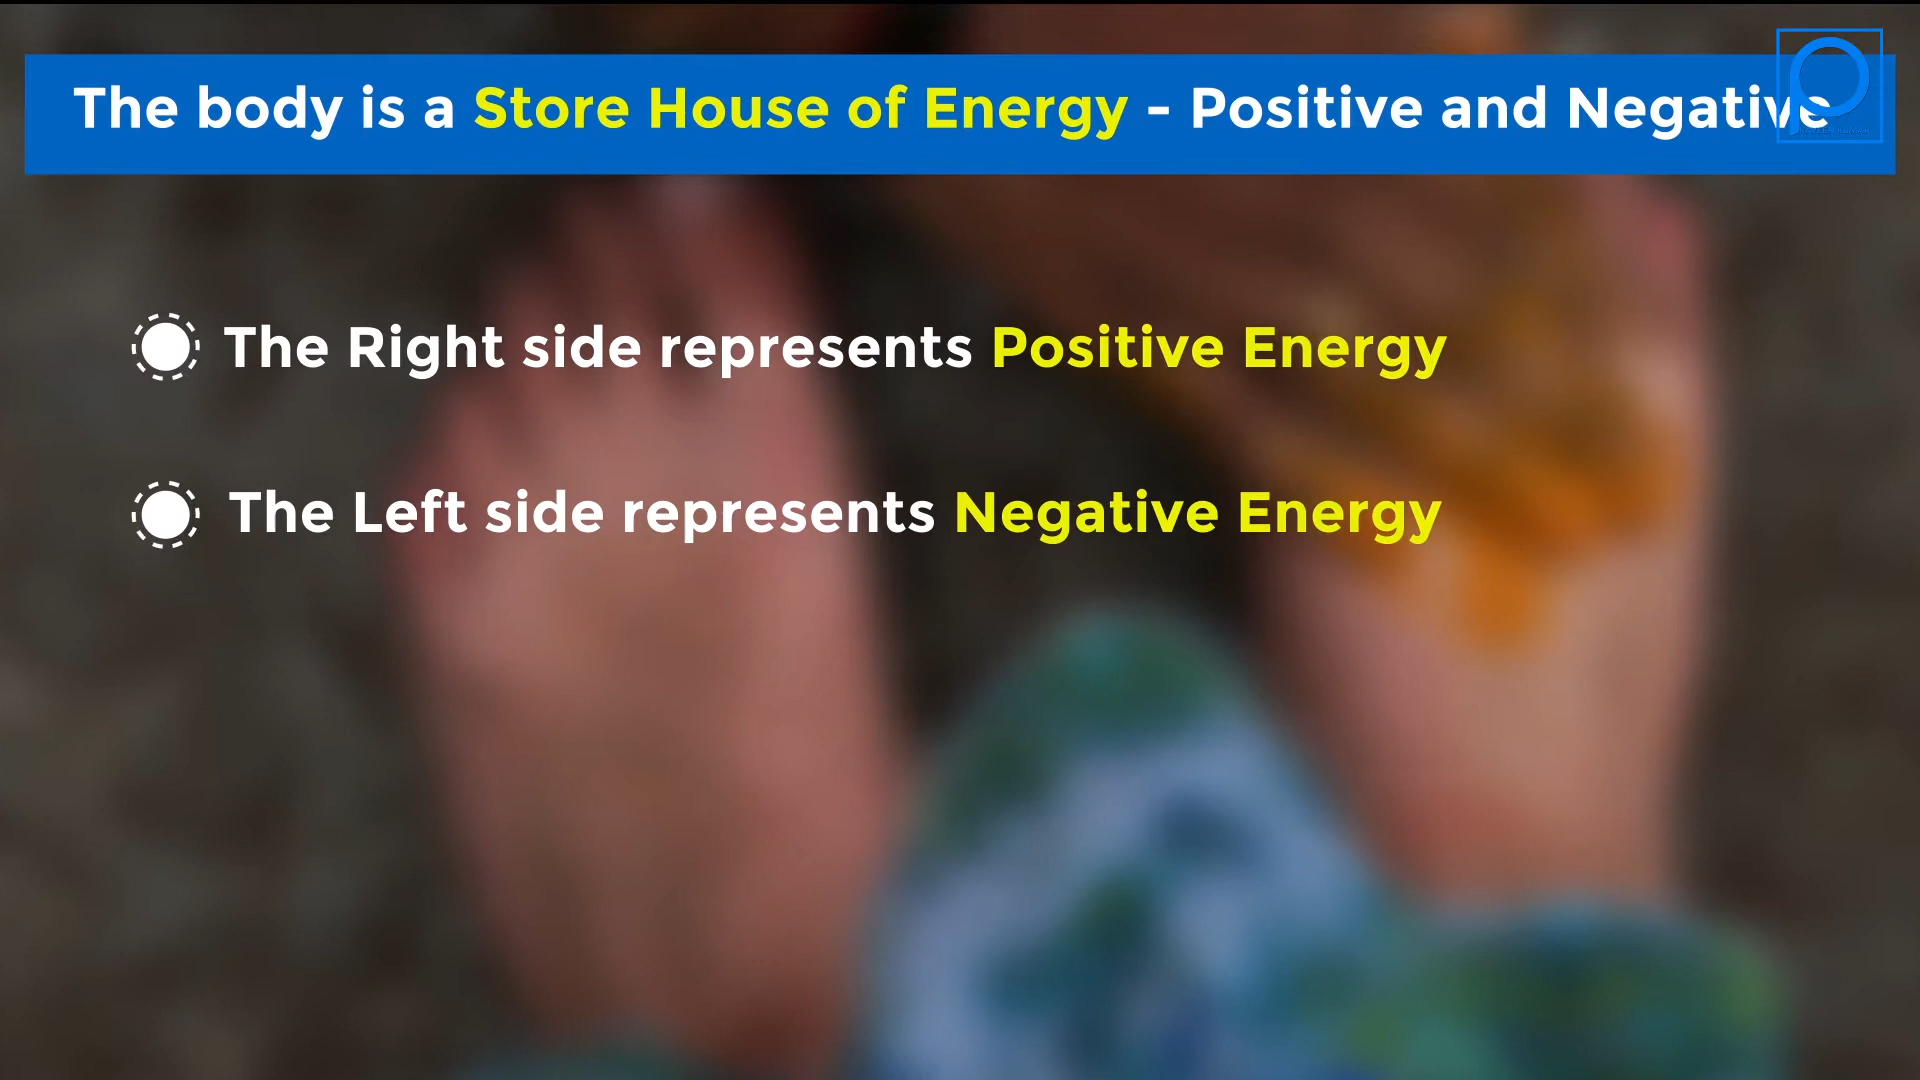 The body is a Store House of Energy - Positive and Negative
The Right side represents Positive Energy
The Left side represents Negative Energy